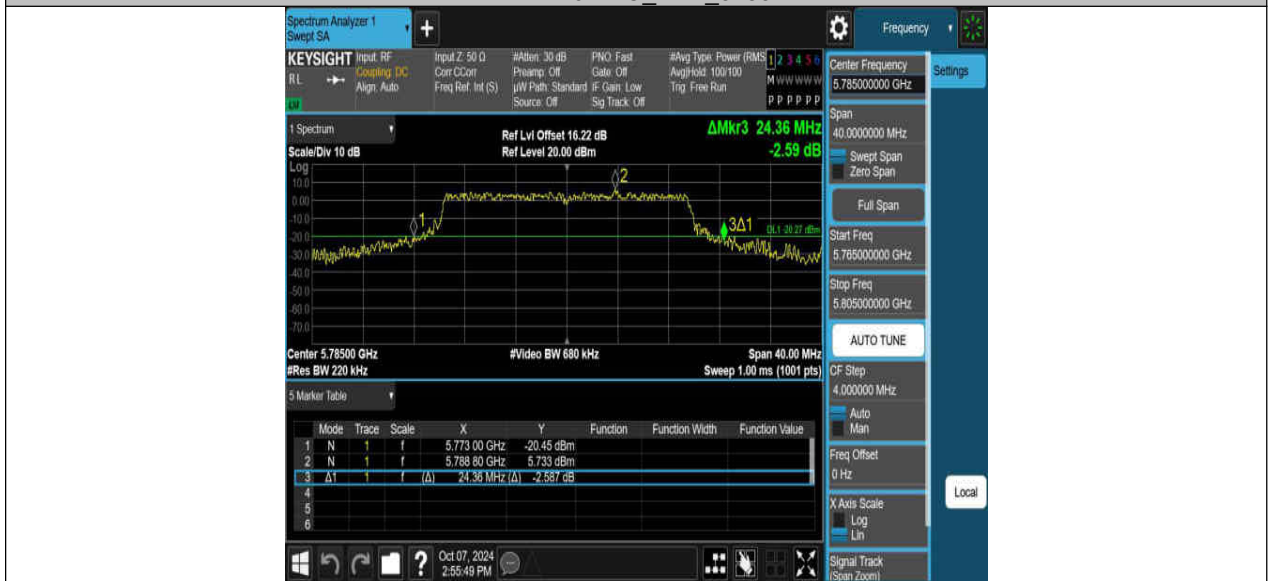 Spectrum Analyzer 1
Swept SA
+
Frequency
KEYSIGHT
RL
Input: RF
Coupling: DC
Align: Auto
Input Z: 50 Ω
Corr CCorr
Freq Ref: Int (S)
#Atten: 30 dB
Preamp: Off
µW Path: Standard
Source: Off
PNO: Fast
Gate: Off
IF Gain: Low
Sig Track: Off
#Avg Type: Power (RMS
Avg|Hold: 100/100
Trig: Free Run
1 2 3 4 5 6
M W W W W W
P P P P P P
Center Frequency
5.785000000 GHz
Settings
1 Spectrum
Scale/Div 10 dB
Ref Lvl Offset 16.22 dB
Ref Level 20.00 dBm
ΔMkr3 24.36 MHz
-2.59 dB
Log
10.0
0.00
-10.0
-20.0
-30.0
-40.0
-50.0
-60.0
-70.0
1
2
3Δ1
DL1 -20.27 dBm
Center 5.78500 GHz
#Res BW 220 kHz
#Video BW 680 kHz
Span 40.00 MHz
Sweep 1.00 ms (1001 pts)
Span
40.0000000 MHz
Swept Span
Zero Span
Full Span
Start Freq
5.765000000 GHz
Stop Freq
5.805000000 GHz
AUTO TUNE
CF Step
4.000000 MHz
Auto
Man
Freq Offset
0 Hz
X Axis Scale
Log
Lin
Signal Track
(Span Zoom)
Local
5 Marker Table
Mode Trace Scale X Y Function Function Width Function Value
1 N 1 f 5.773 00 GHz -20.45 dBm
2 N 1 f 5.788 80 GHz 5.733 dBm
3 Δ1 1 f (Δ) 24.36 MHz (Δ) -2.587 dB
4
5
6
?
Oct 07, 2024
2:55:49 PM